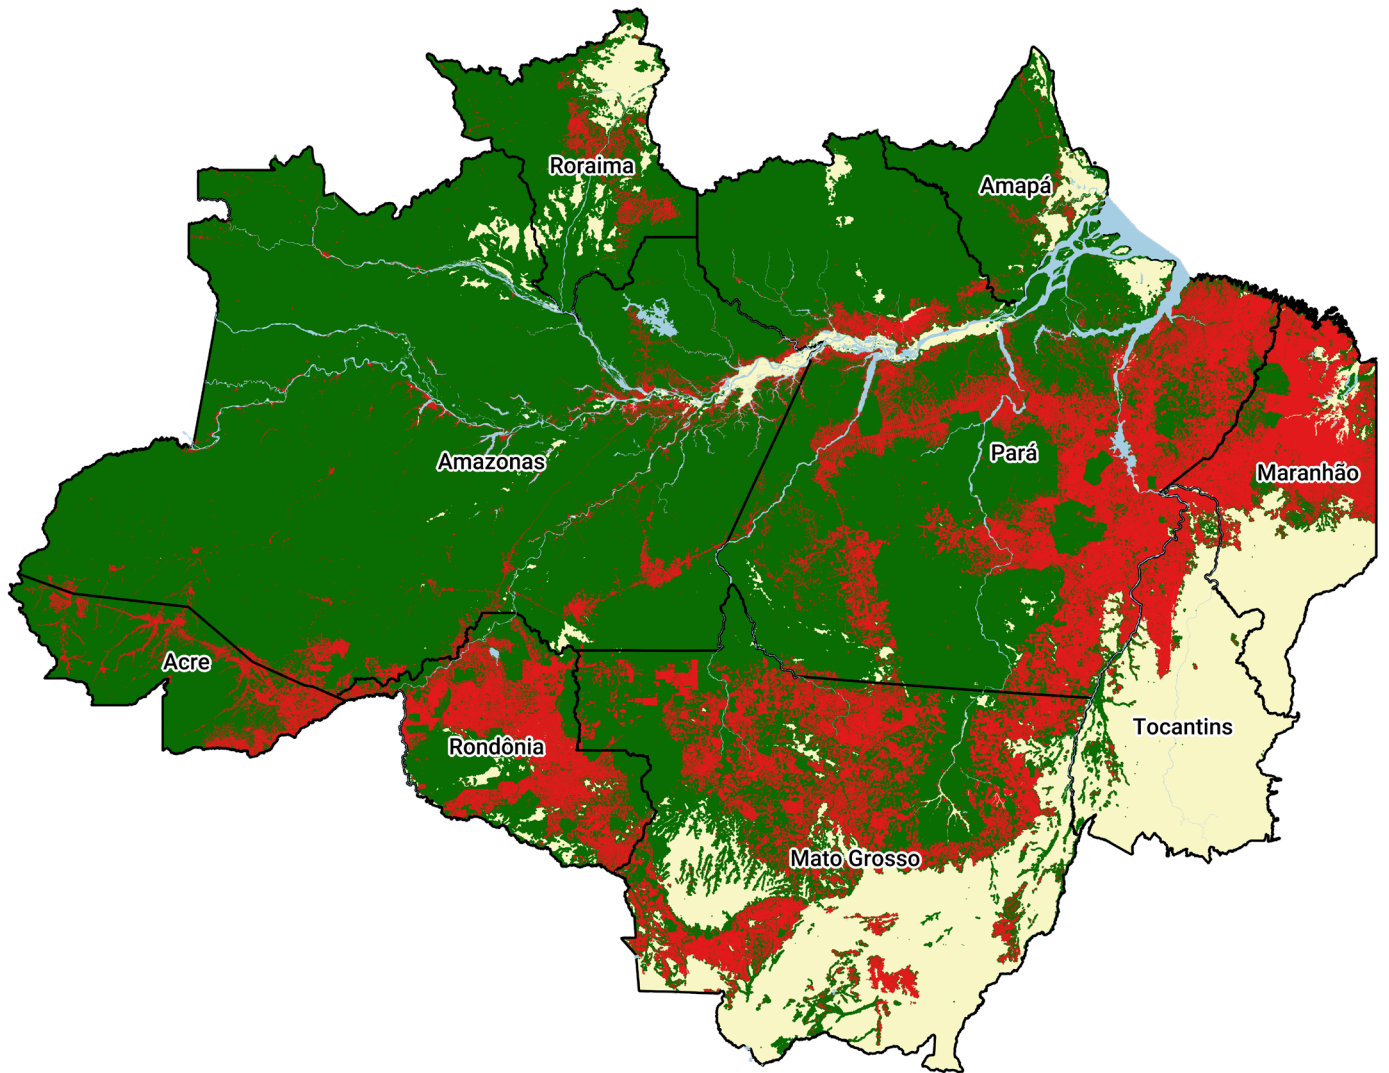 Roraima
Amapá
Amazonas
Pará
Maranhão
Acre
Tocantins
Rondônia
Mato Grosso